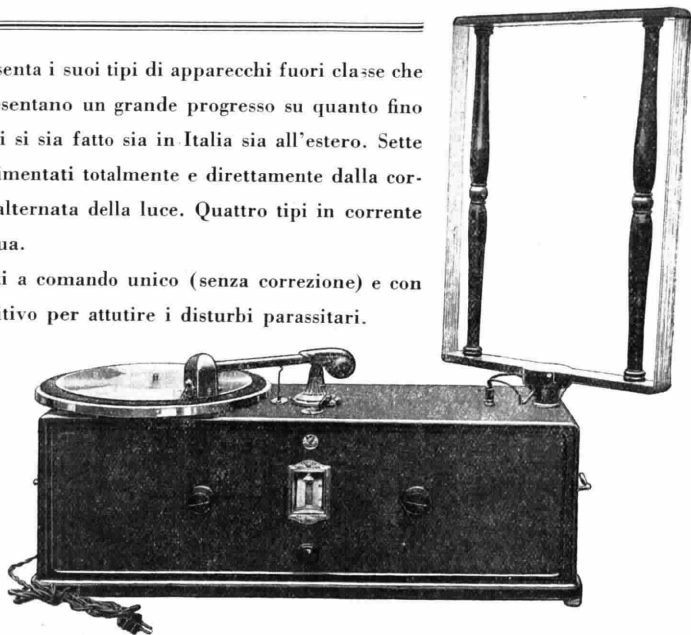 senta i suoi tipi di apparecchi fuori classe che
esentano un grande progresso su quanto fino
i si sia fatto sia in Italia sia all'estero. Sette
imentati totalmente e direttamente dalla cor-
alternata della luce. Quattro tipi in corrente
ua.
i a comando unico (senza correzione) e con
itivo per attutire i disturbi parassitari.